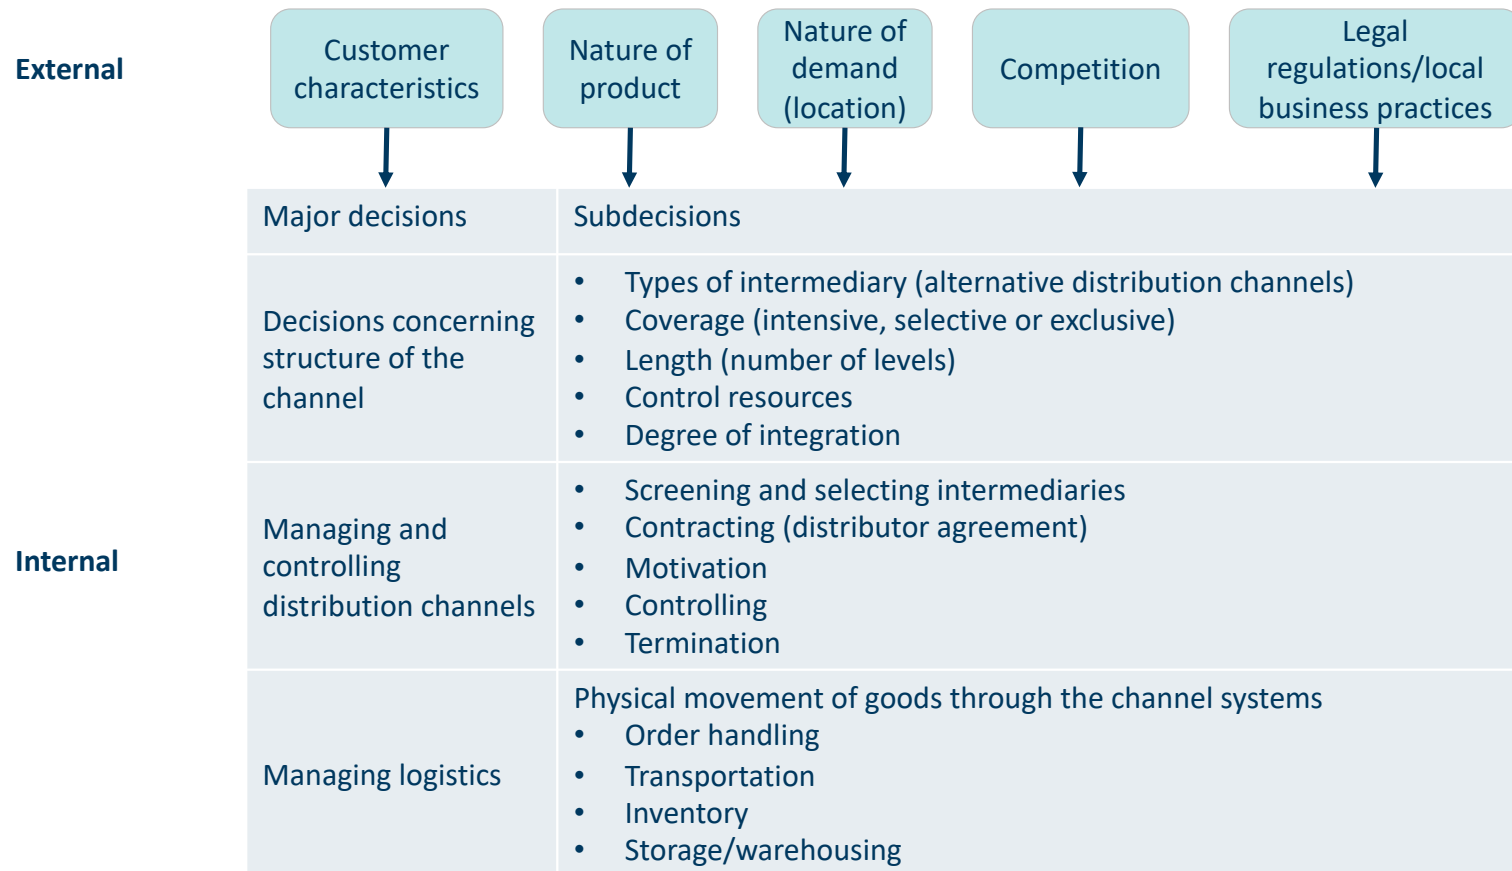 External
Customer
characteristics
Nature of
product
Nature of
demand
(location)
Competition
Legal
regulations/local
business practices
Major decisions
Subdecisions
Decisions concerning
structure of the
channel
• Types of intermediary (alternative distribution channels)
• Coverage (intensive, selective or exclusive)
• Length (number of levels)
• Control resources
• Degree of integration
Internal
Managing and
controlling
distribution channels
• Screening and selecting intermediaries
• Contracting (distributor agreement)
• Motivation
• Controlling
• Termination
Managing logistics
Physical movement of goods through the channel systems
• Order handling
• Transportation
• Inventory
• Storage/warehousing